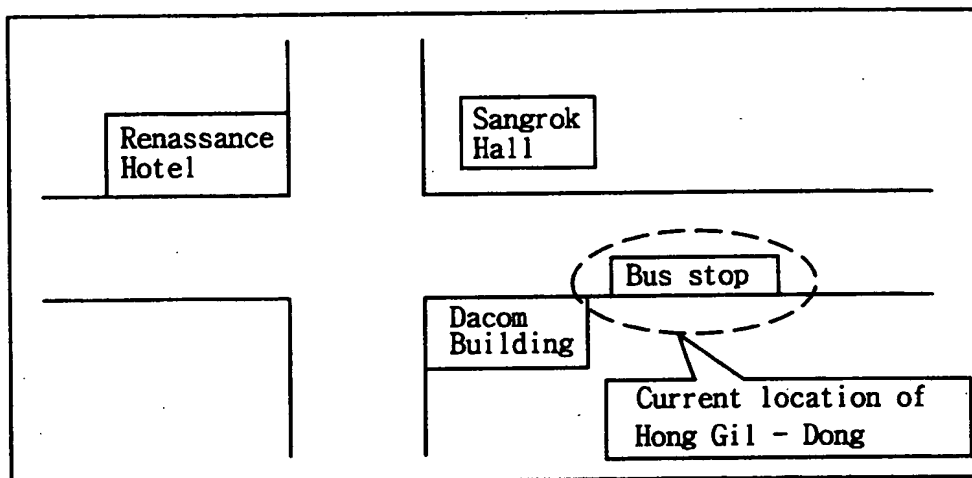 Renassance
Hotel
Sangrok
Hall
Bus stop
Dacom
Building
Current location of
Hong Gil - Dong